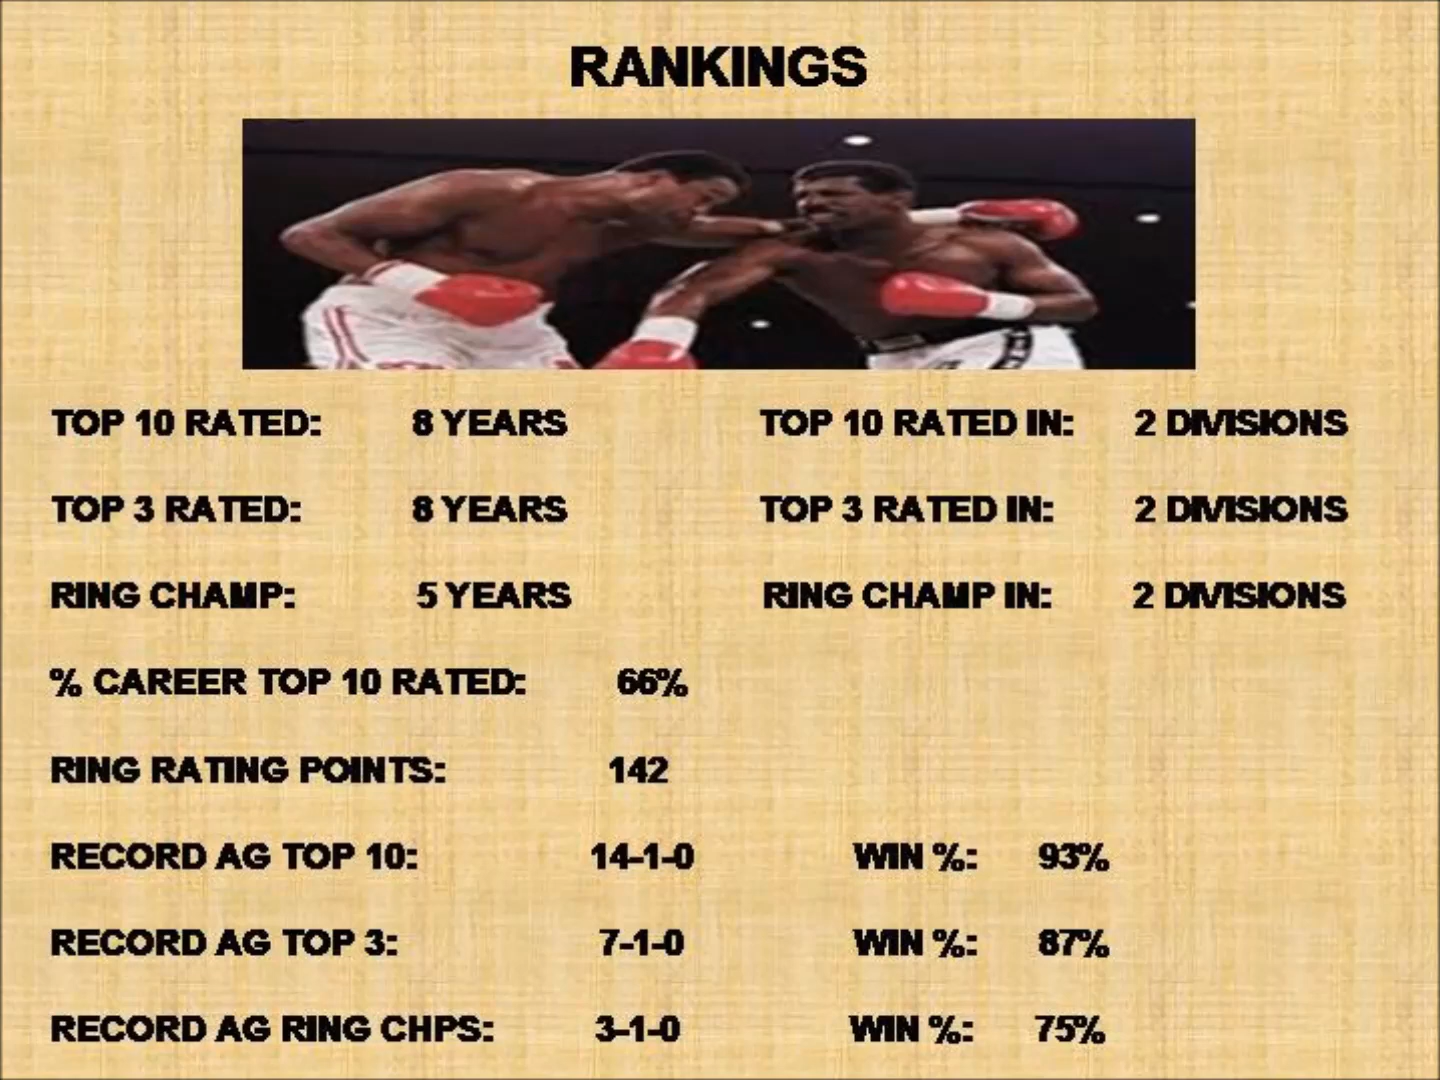 RANKINGS
TOP 10 RATED: 8 YEARS TOP 10 RATED IN: 2 DIVISIONS
TOP 3 RATED: 8 YEARS TOP 3 RATED IN: 2 DIVISIONS
RING CHAMP: 5 YEARS RING CHAMP IN: 2 DIVISIONS
% CAREER TOP 10 RATED: 66%
RING RATING POINTS: 142
RECORD AG TOP 10: 14-1-0 WIN %: 93%
RECORD AG TOP 3: 7-1-0 WIN %: 87%
RECORD AG RING CHPS: 3-1-0 WIN %: 75%